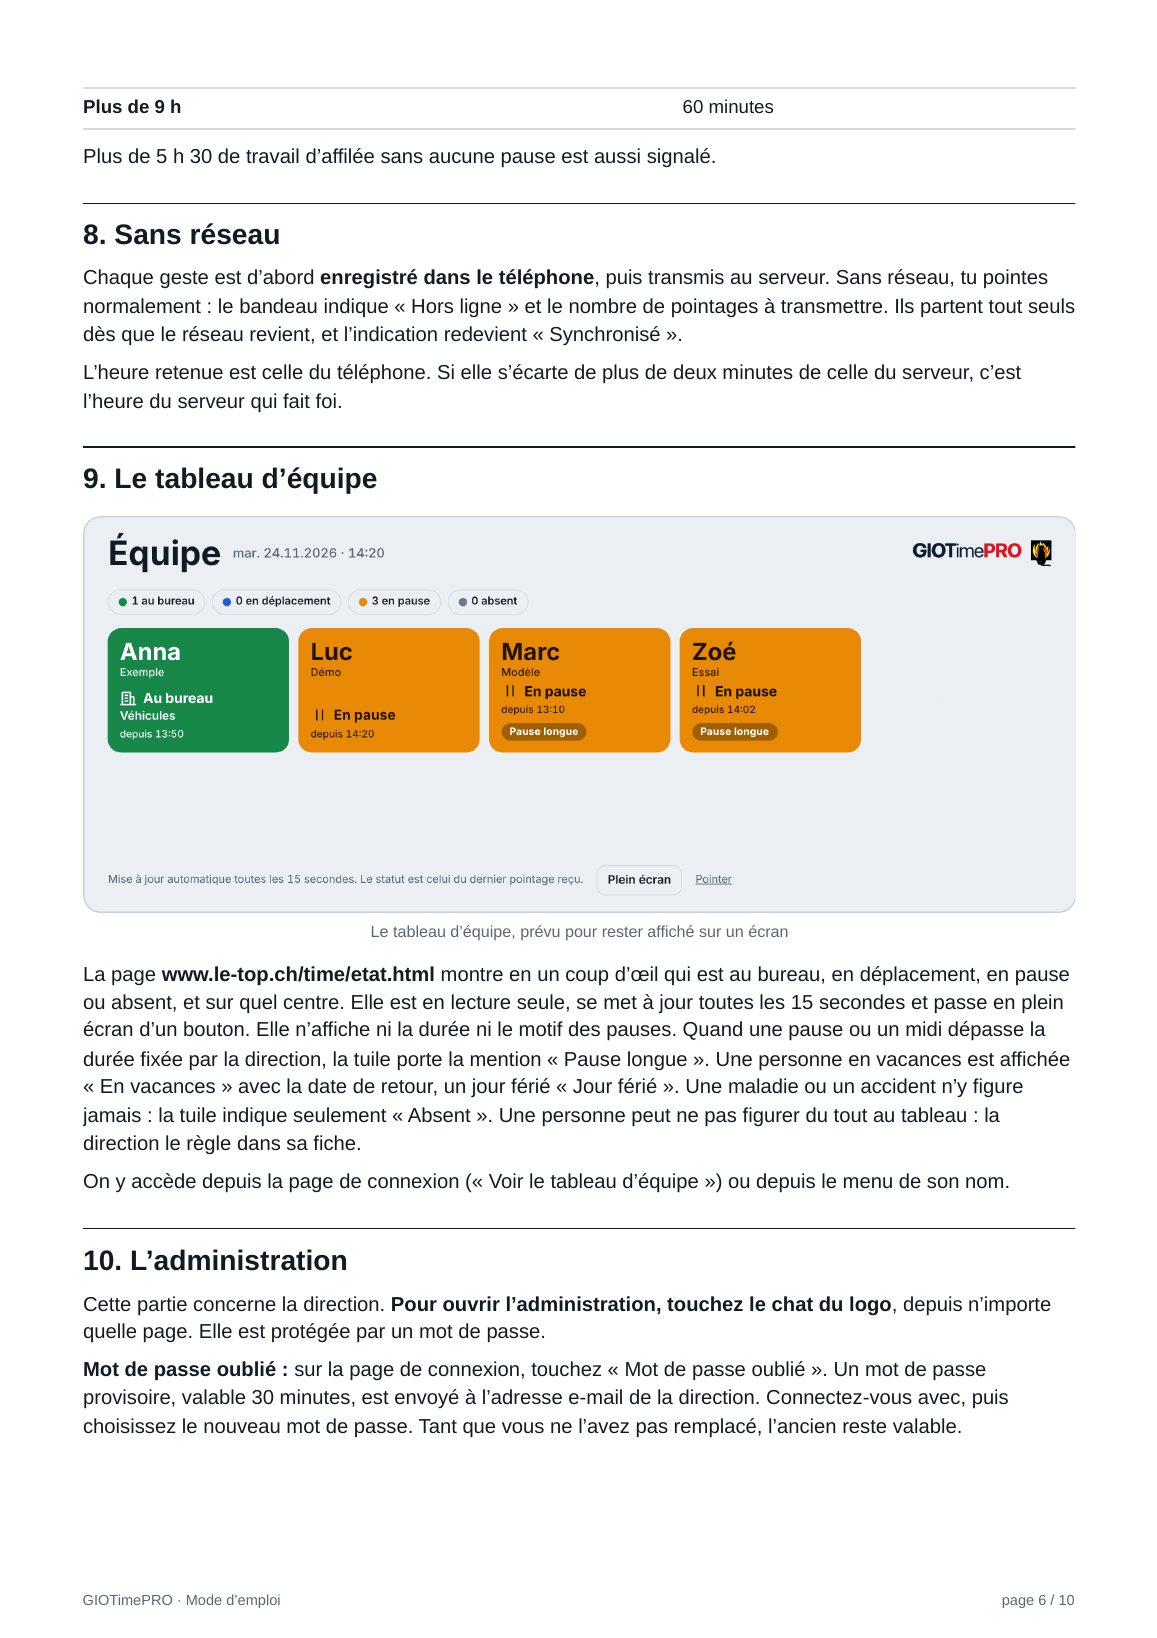 Plus de 9 h 60 minutes
Plus de 5 h 30 de travail d’affilée sans aucune pause est aussi signalé.
8. Sans réseau
Chaque geste est d’abord enregistré dans le téléphone, puis transmis au serveur. Sans réseau, tu pointes
normalement : le bandeau indique « Hors ligne » et le nombre de pointages à transmettre. Ils partent tout seuls
dès que le réseau revient, et l’indication redevient « Synchronisé ».
L’heure retenue est celle du téléphone. Si elle s’écarte de plus de deux minutes de celle du serveur, c’est
l’heure du serveur qui fait foi.
9. Le tableau d’équipe
Équipe mar. 24.11.2026 · 14:20 GIOTimePRO
1 au bureau 0 en déplacement 3 en pause 0 absent
Anna
Exemple
Au bureau
Véhicules
depuis 13:50
Luc
Démo
En pause
depuis 14:20
Marc
Modèle
En pause
depuis 13:10
Pause longue
Zoé
Essai
En pause
depuis 14:02
Pause longue
Mise à jour automatique toutes les 15 secondes. Le statut est celui du dernier pointage reçu. Plein écran Pointer
Le tableau d’équipe, prévu pour rester affiché sur un écran
La page www.le-top.ch/time/etat.html montre en un coup d’œil qui est au bureau, en déplacement, en pause
ou absent, et sur quel centre. Elle est en lecture seule, se met à jour toutes les 15 secondes et passe en plein
écran d’un bouton. Elle n’affiche ni la durée ni le motif des pauses. Quand une pause ou un midi dépasse la
durée fixée par la direction, la tuile porte la mention « Pause longue ». Une personne en vacances est affichée
« En vacances » avec la date de retour, un jour férié « Jour férié ». Une maladie ou un accident n’y figure
jamais : la tuile indique seulement « Absent ». Une personne peut ne pas figurer du tout au tableau : la
direction le règle dans sa fiche.
On y accède depuis la page de connexion (« Voir le tableau d’équipe ») ou depuis le menu de son nom.
10. L’administration
Cette partie concerne la direction. Pour ouvrir l’administration, touchez le chat du logo, depuis n’importe
quelle page. Elle est protégée par un mot de passe.
Mot de passe oublié : sur la page de connexion, touchez « Mot de passe oublié ». Un mot de passe
provisoire, valable 30 minutes, est envoyé à l’adresse e-mail de la direction. Connectez-vous avec, puis
choisissez le nouveau mot de passe. Tant que vous ne l’avez pas remplacé, l’ancien reste valable.
GIOTimePRO · Mode d’emploi page 6 / 10